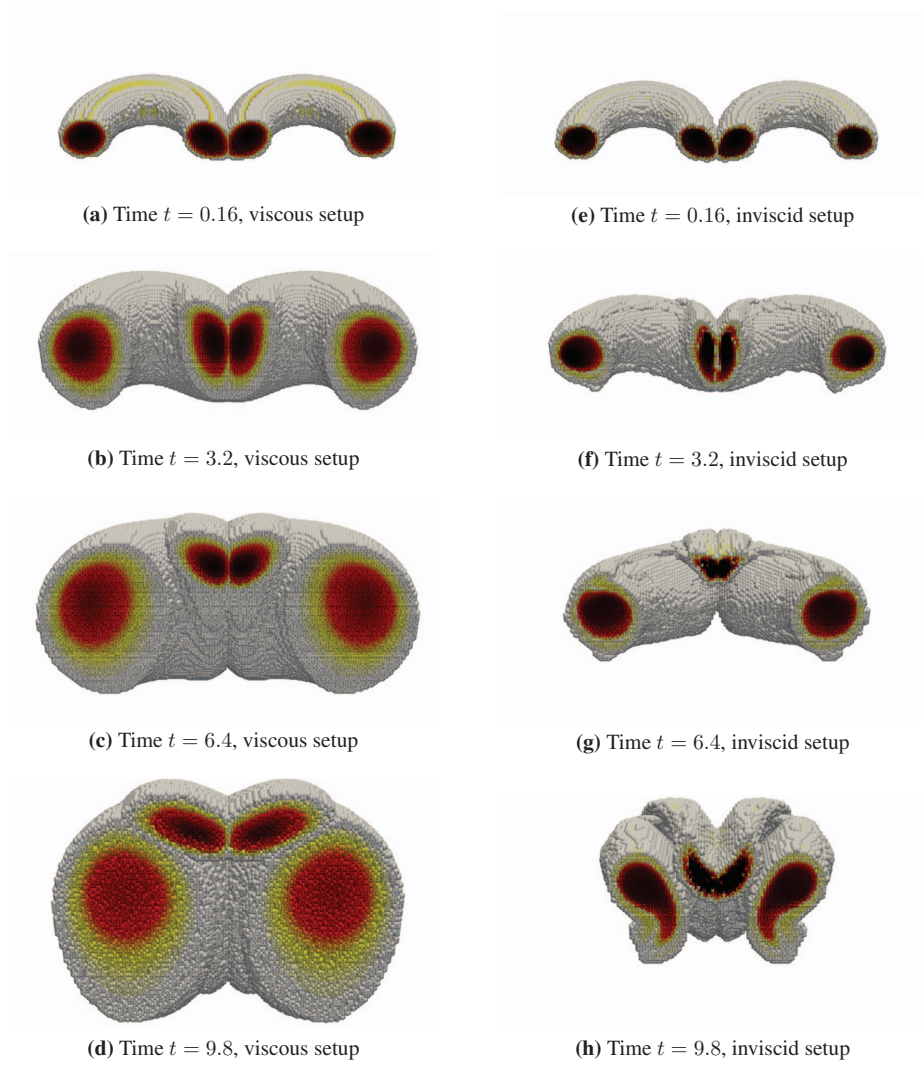 (a) Time t = 0.16, viscous setup
(e) Time t = 0.16, inviscid setup
(b) Time t = 3.2, viscous setup
(f) Time t = 3.2, inviscid setup
(c) Time t = 6.4, viscous setup
(g) Time t = 6.4, inviscid setup
(d) Time t = 9.8, viscous setup
(h) Time t = 9.8, inviscid setup